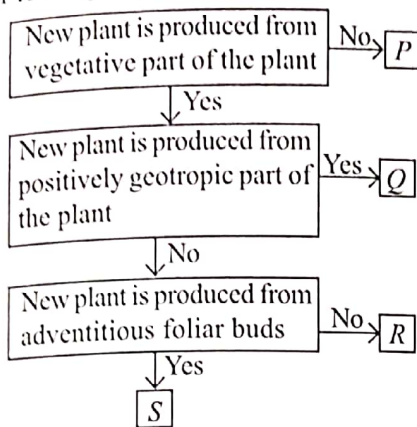 New plant is produced from
vegetative part of the plant
No
P
Yes
New plant is produced from
positively geotropic part of
the plant
Yes
Q
No
New plant is produced from
adventitious foliar buds
No
R
Yes
S